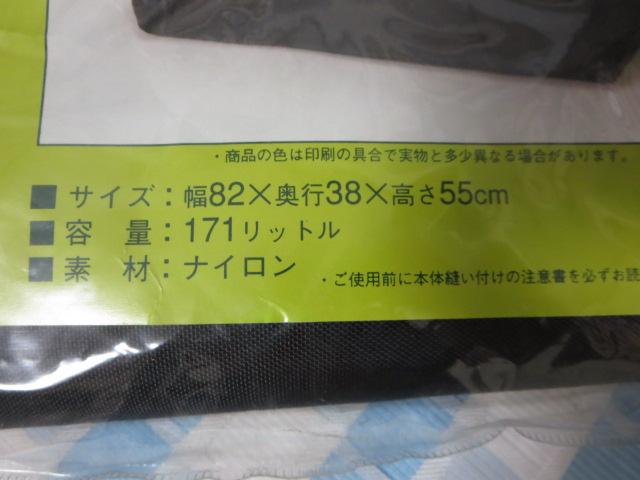 ・商品の色は印刷の具合で実物と多少異なる場合があります。
■サイズ：幅82×奥行38×高さ55cm
■容　量：171リットル
■素　材：ナイロン
・ご使用前に本体縫い付けの注意書を必ずお読